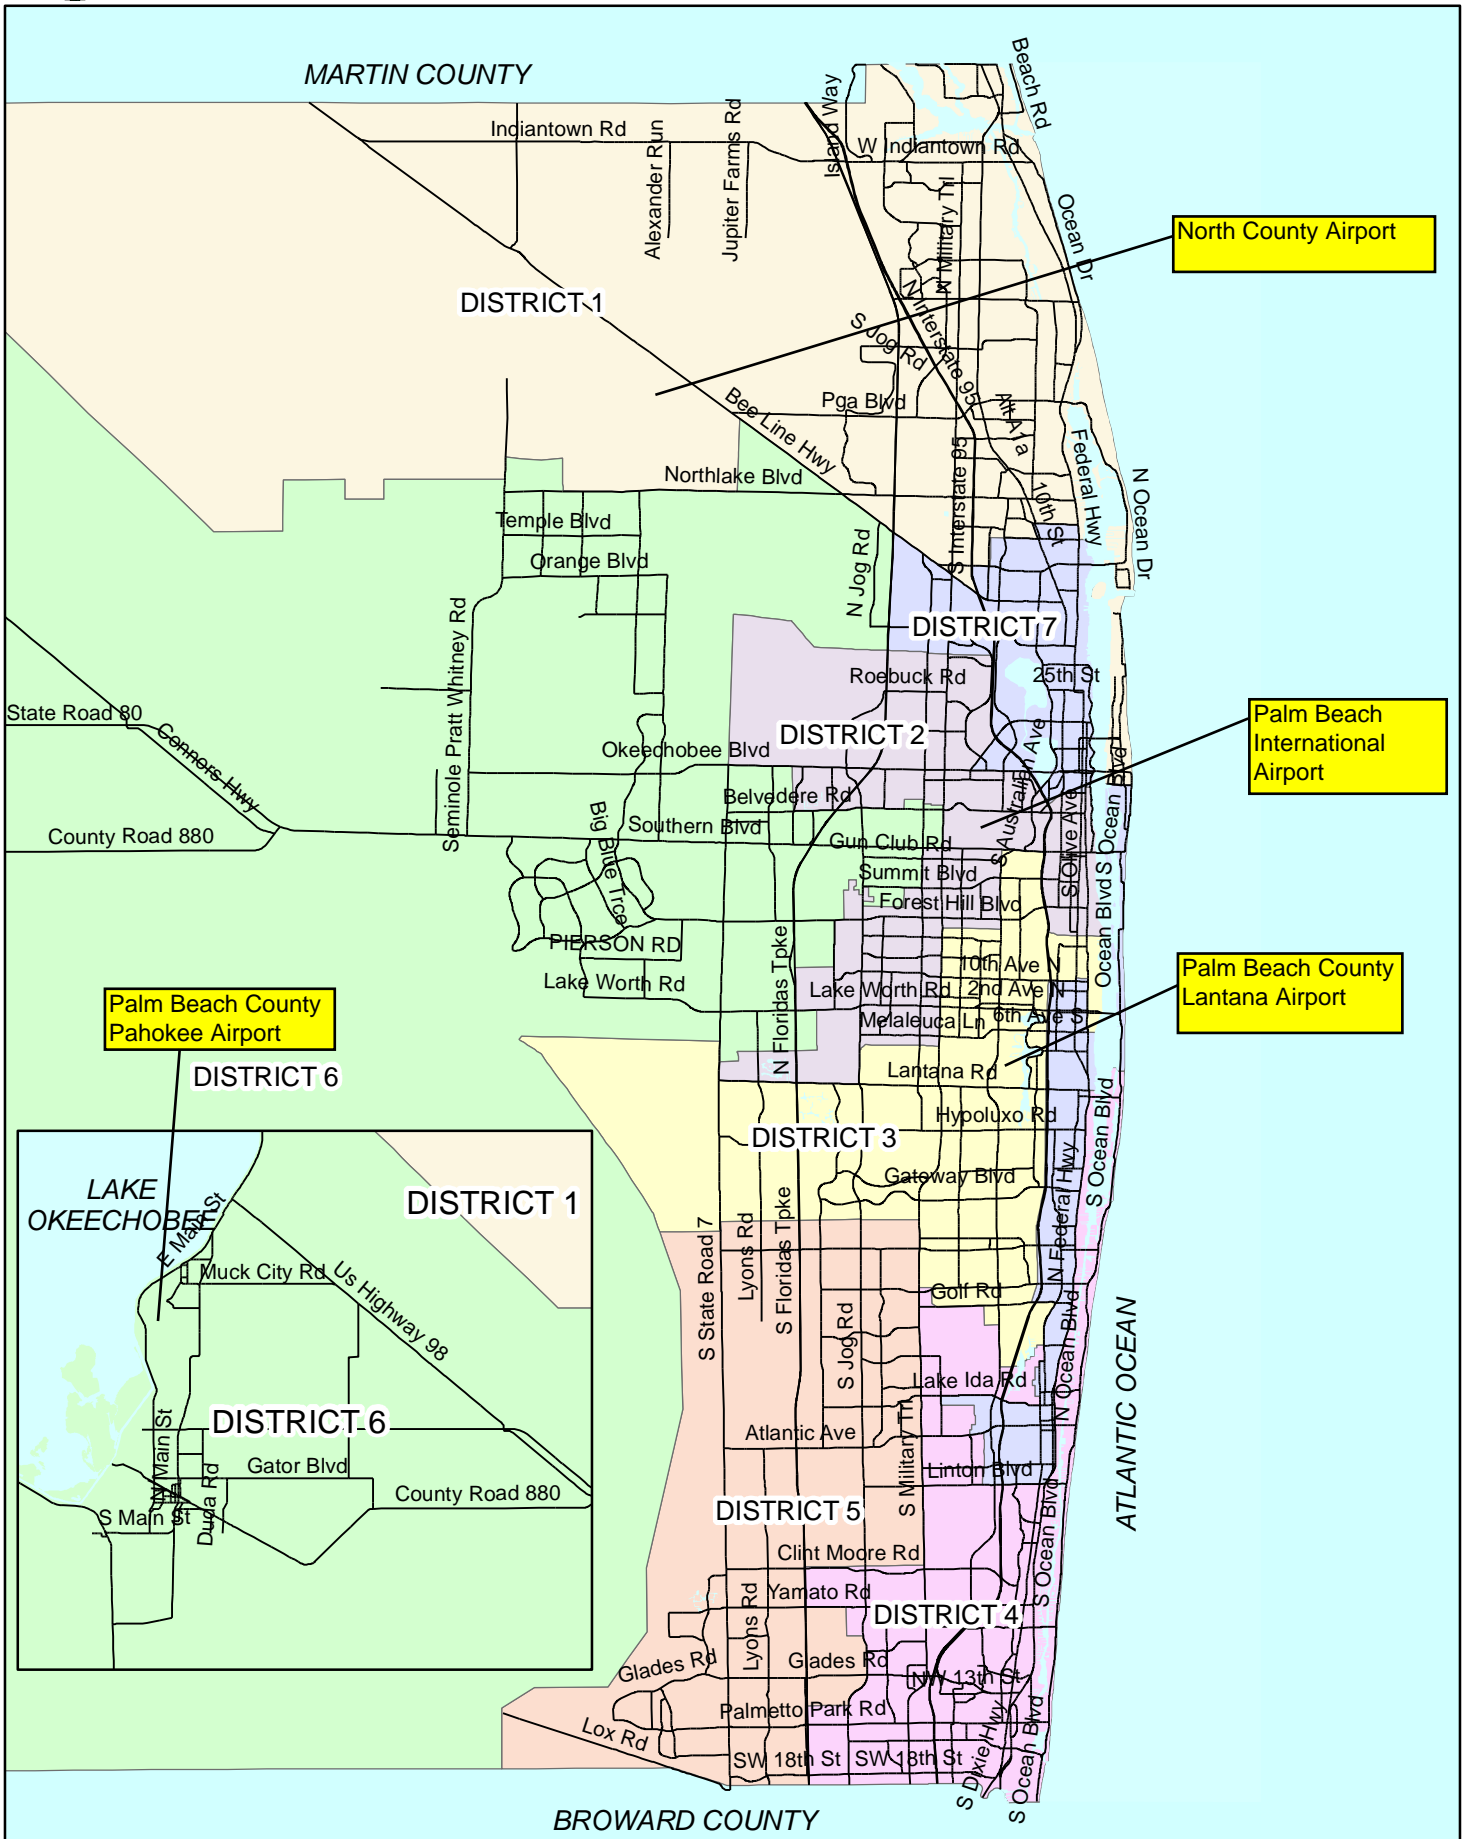 MARTIN COUNTY
Beach Rd
Island Way
Indiantown Rd
W Indiantown Rd
Alexander Run
Jupiter Farms Rd
N Military Trl
Ocean Dr
North County Airport
DISTRICT 1
N Interstate 95
S Jog Rd
Pga Blvd
Alt A1a
Bee Line Hwy
Federal Hwy
Northlake Blvd
S Interstate 95
10th St
N Ocean Dr
Temple Blvd
Orange Blvd
N Jog Rd
Seminole Pratt Whitney Rd
DISTRICT 7
Roebuck Rd
25th St
State Road 80
Connors Hwy
DISTRICT 2
Okeechobee Blvd
Palm Beach
International
Airport
S Australian Ave
S Ocean Blvd
Belvedere Rd
Big Blue Trce
Southern Blvd
County Road 880
Gun Club Rd
S Olive Ave
Summit Blvd
Forest Hill Blvd
Ocean Blvd
PIERSON RD
N Floridas Tpke
10th Ave N
Lake Worth Rd
Lake Worth Rd
2nd Ave N
Palm Beach County
Lantana Airport
Melaleuca Ln
6th Ave S
Palm Beach County
Pahokee Airport
DISTRICT 6
Lantana Rd
Hypoluxo Rd
S Ocean Blvd
DISTRICT 3
Gateway Blvd
N Federal Hwy
LAKE
OKEECHOBEE
DISTRICT 1
E Main St
Muck City Rd
Us Highway 98
S State Road 7
Lyons Rd
S Floridas Tpke
Golf Rd
S Jog Rd
N Ocean Blvd
ATLANTIC OCEAN
Lake Ida Rd
DISTRICT 6
N Main St
Atlantic Ave
S Military Trl
Gator Blvd
Linton Blvd
County Road 880
Duda Rd
S Main St
DISTRICT 5
S Ocean Blvd
Clint Moore Rd
Yamato Rd
Lyons Rd
DISTRICT 4
Glades Rd
Glades Rd
NW 13th St
Palmetto Park Rd
Lox Rd
S Dixie Hwy
S Ocean Blvd
SW 18th St
SW 18th St
BROWARD COUNTY